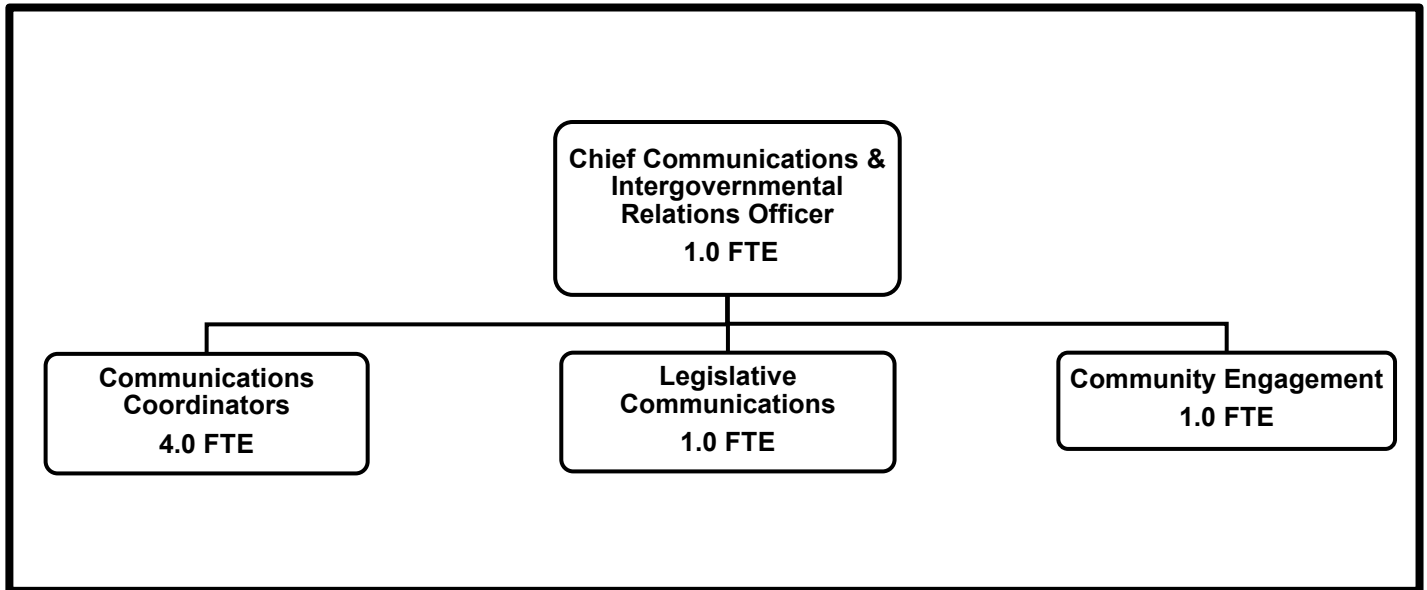 Chief Communications &
Intergovernmental
Relations Officer
1.0 FTE
Communications
Coordinators
4.0 FTE
Legislative
Communications
1.0 FTE
Community Engagement
1.0 FTE